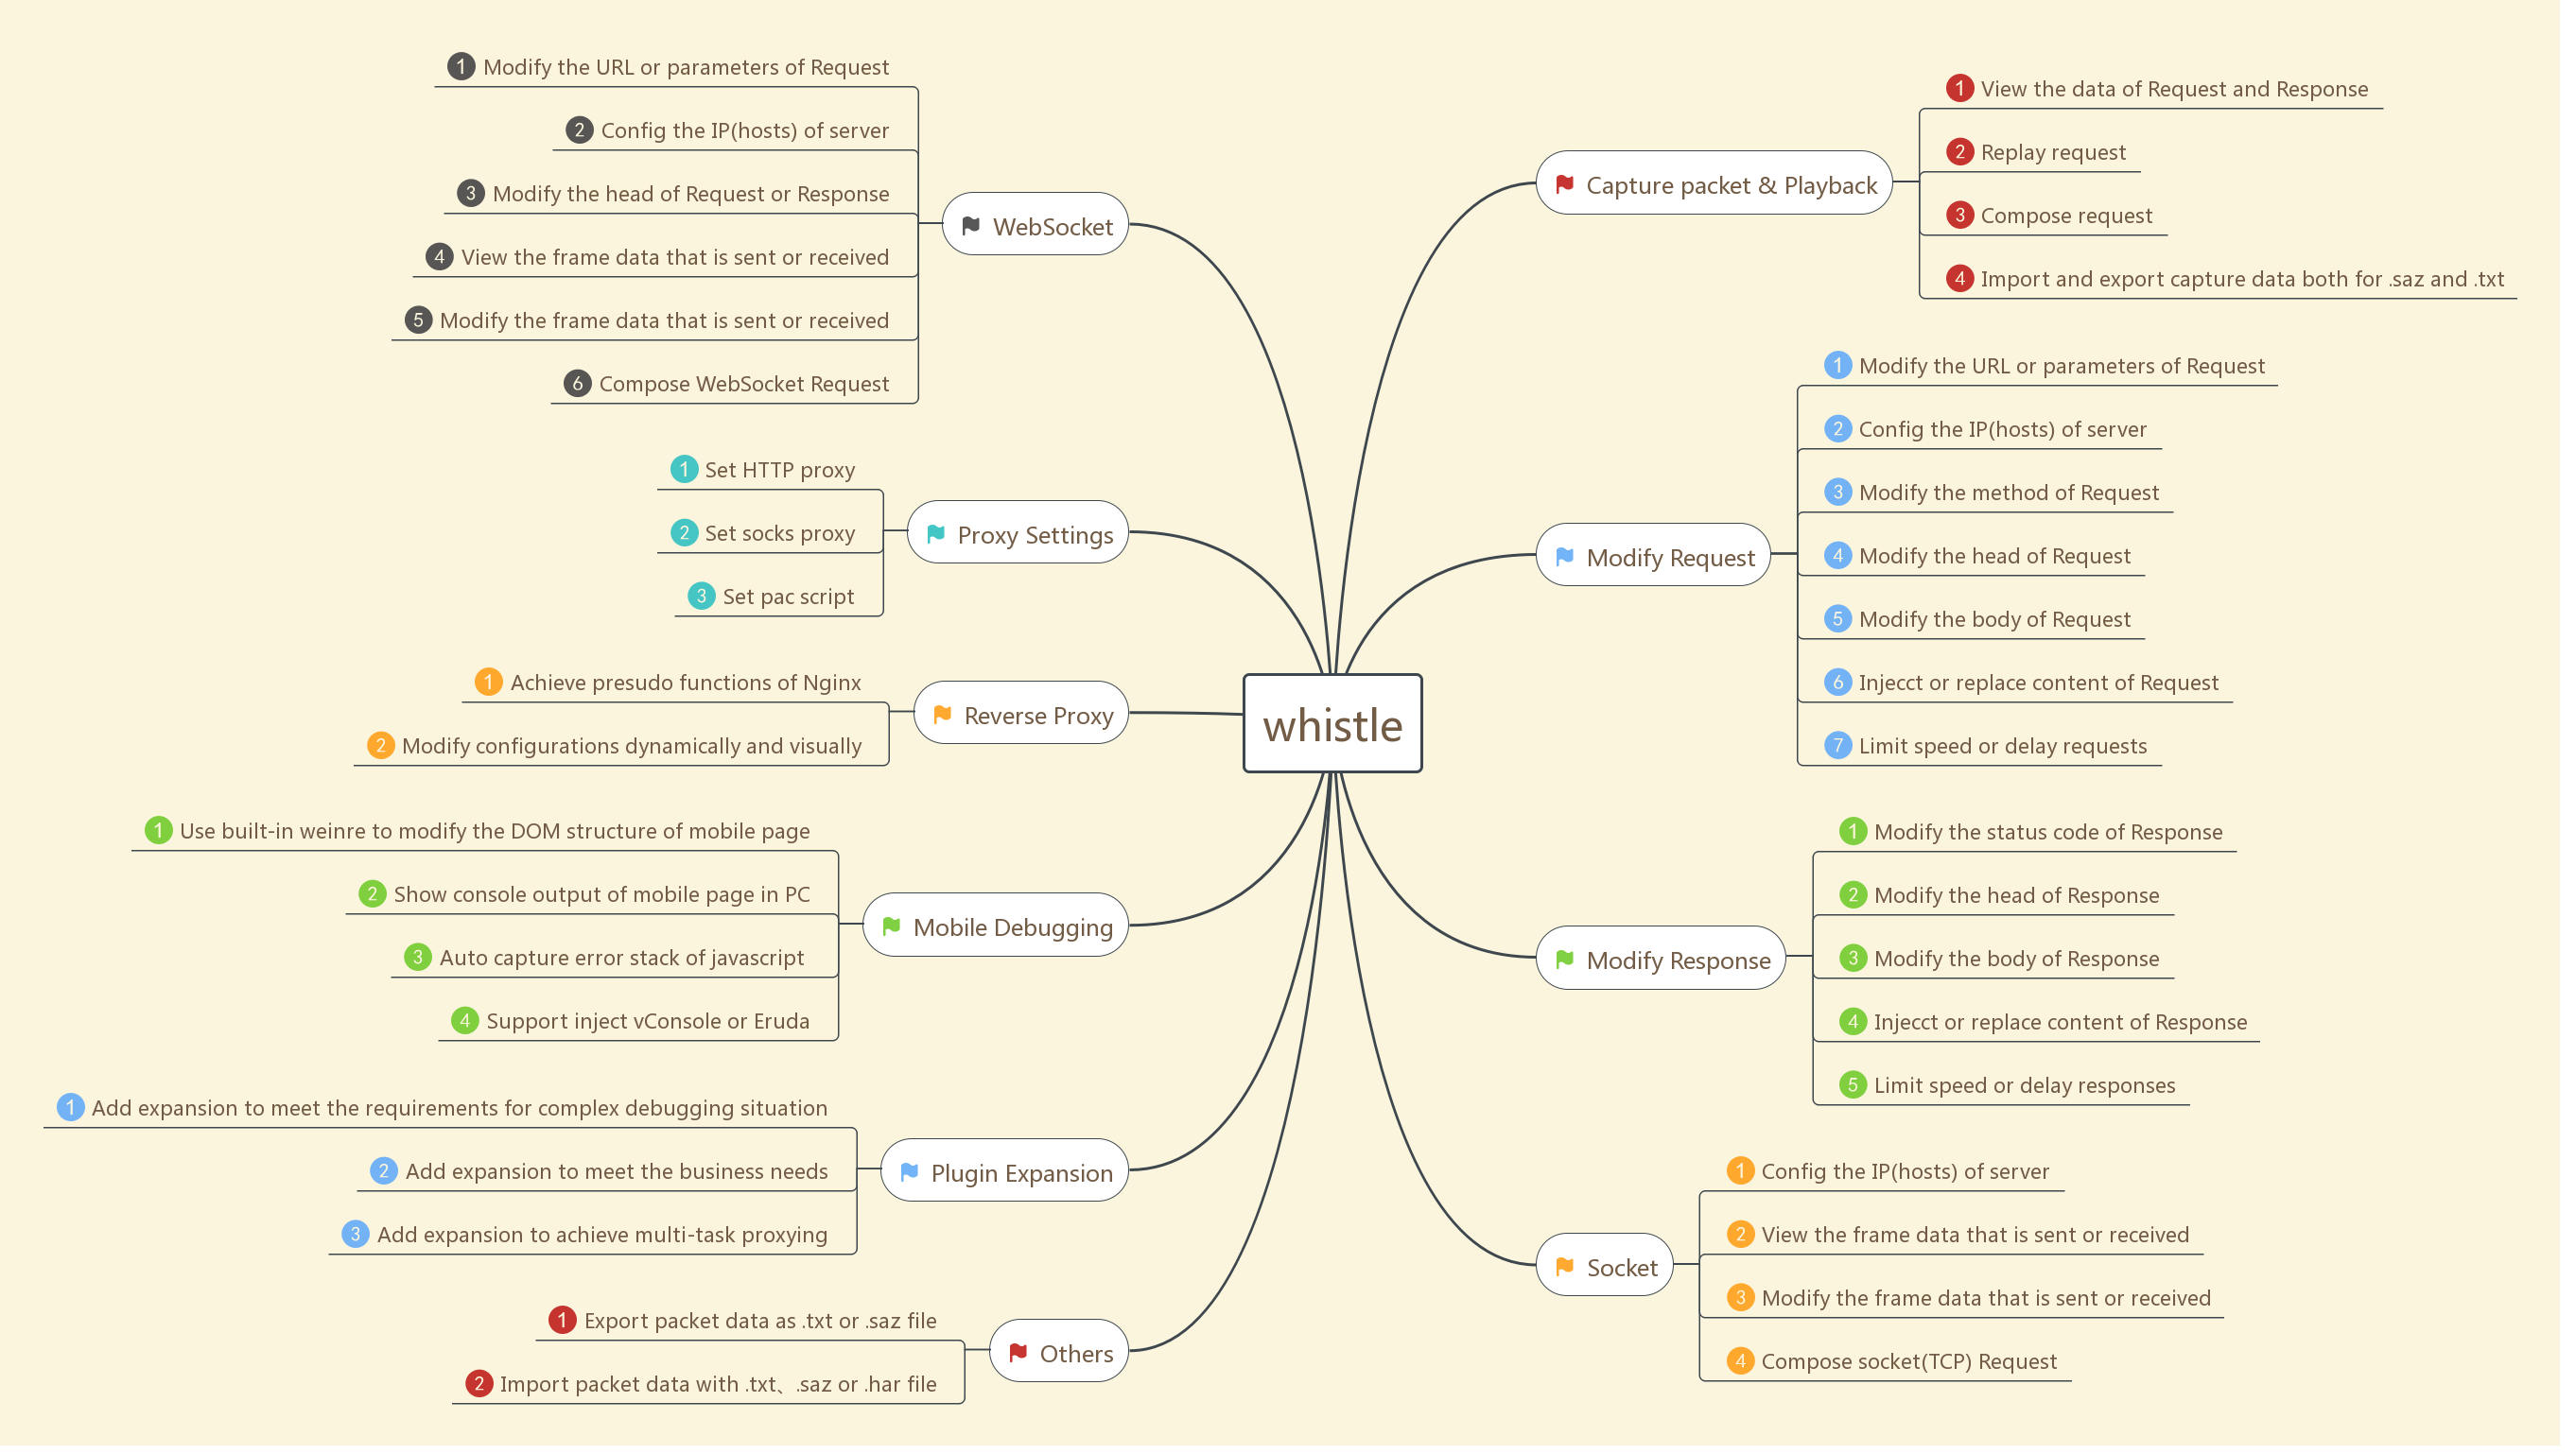 whistle
Capture packet & Playback
1 View the data of Request and Response
2 Replay request
3 Compose request
4 Import and export capture data both for .saz and .txt
Modify Request
1 Modify the URL or parameters of Request
2 Config the IP(hosts) of server
3 Modify the method of Request
4 Modify the head of Request
5 Modify the body of Request
6 Injecct or replace content of Request
7 Limit speed or delay requests
Modify Response
1 Modify the status code of Response
2 Modify the head of Response
3 Modify the body of Response
4 Injecct or replace content of Response
5 Limit speed or delay responses
Socket
1 Config the IP(hosts) of server
2 View the frame data that is sent or received
3 Modify the frame data that is sent or received
4 Compose socket(TCP) Request
WebSocket
1 Modify the URL or parameters of Request
2 Config the IP(hosts) of server
3 Modify the head of Request or Response
4 View the frame data that is sent or received
5 Modify the frame data that is sent or received
6 Compose WebSocket Request
Proxy Settings
1 Set HTTP proxy
2 Set socks proxy
3 Set pac script
Reverse Proxy
1 Achieve presudo functions of Nginx
2 Modify configurations dynamically and visually
Mobile Debugging
1 Use built-in weinre to modify the DOM structure of mobile page
2 Show console output of mobile page in PC
3 Auto capture error stack of javascript
4 Support inject vConsole or Eruda
Plugin Expansion
1 Add expansion to meet the requirements for complex debugging situation
2 Add expansion to meet the business needs
3 Add expansion to achieve multi-task proxying
Others
1 Export packet data as .txt or .saz file
2 Import packet data with .txt、.saz or .har file